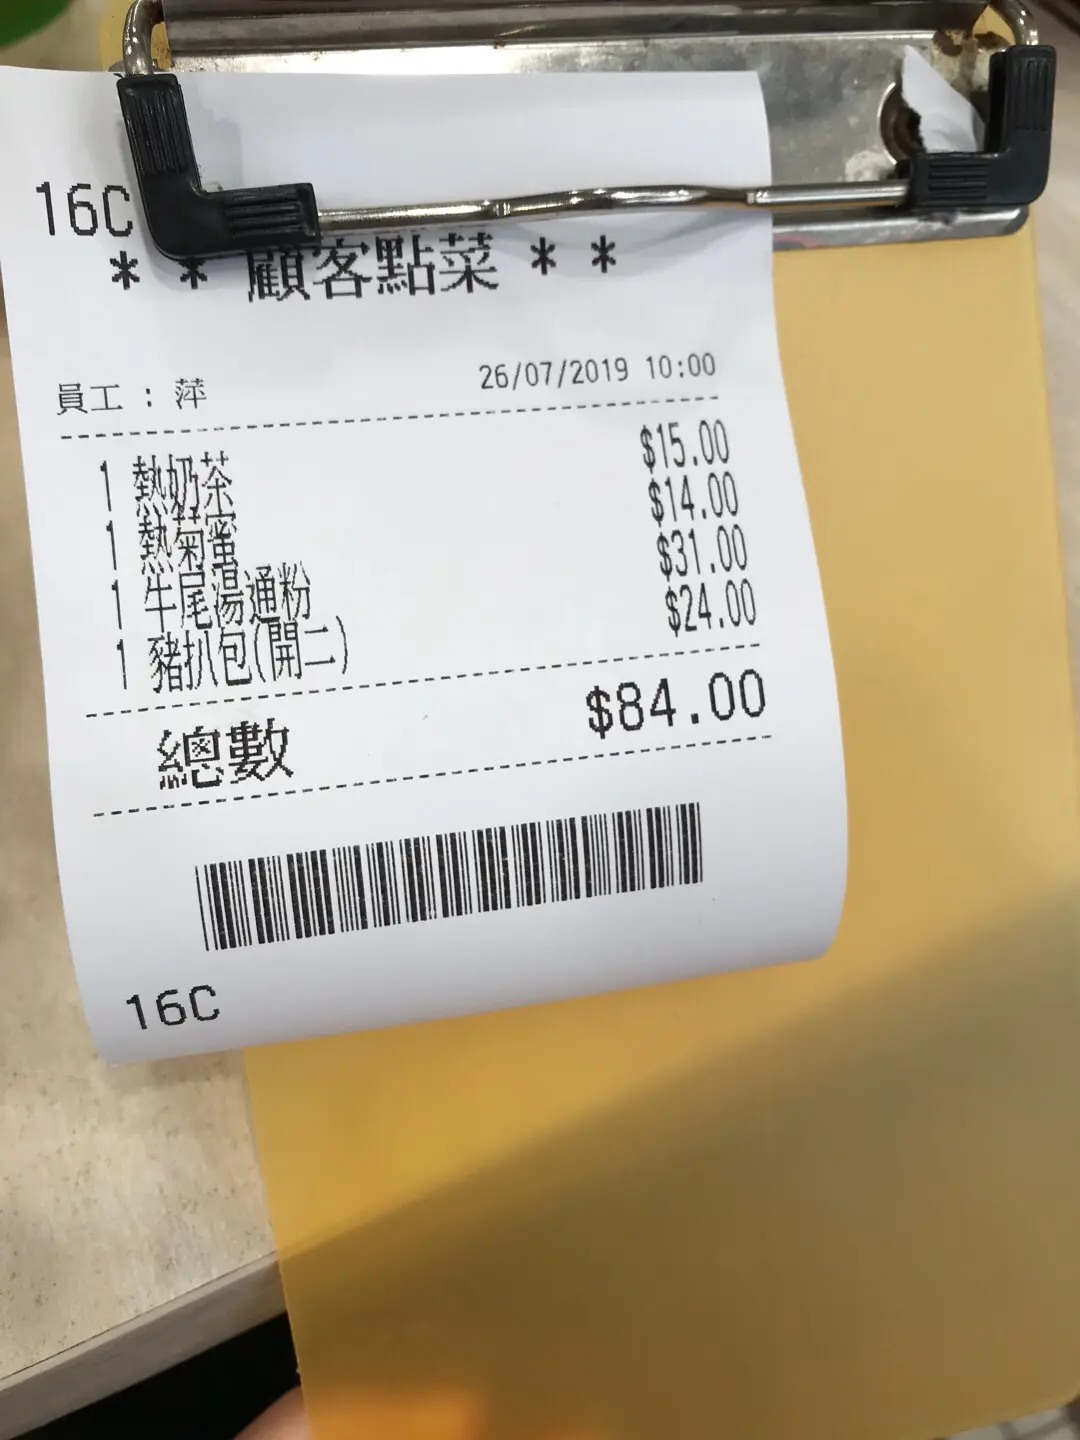 16C
* * 顧客點菜 * *
員工 : 萍 26/07/2019 10:00
1 熱奶茶 $15.00
1 熱菊蜜 $14.00
1 牛尾湯通粉 $31.00
1 豬扒包(開二) $24.00
總數 $84.00
16C